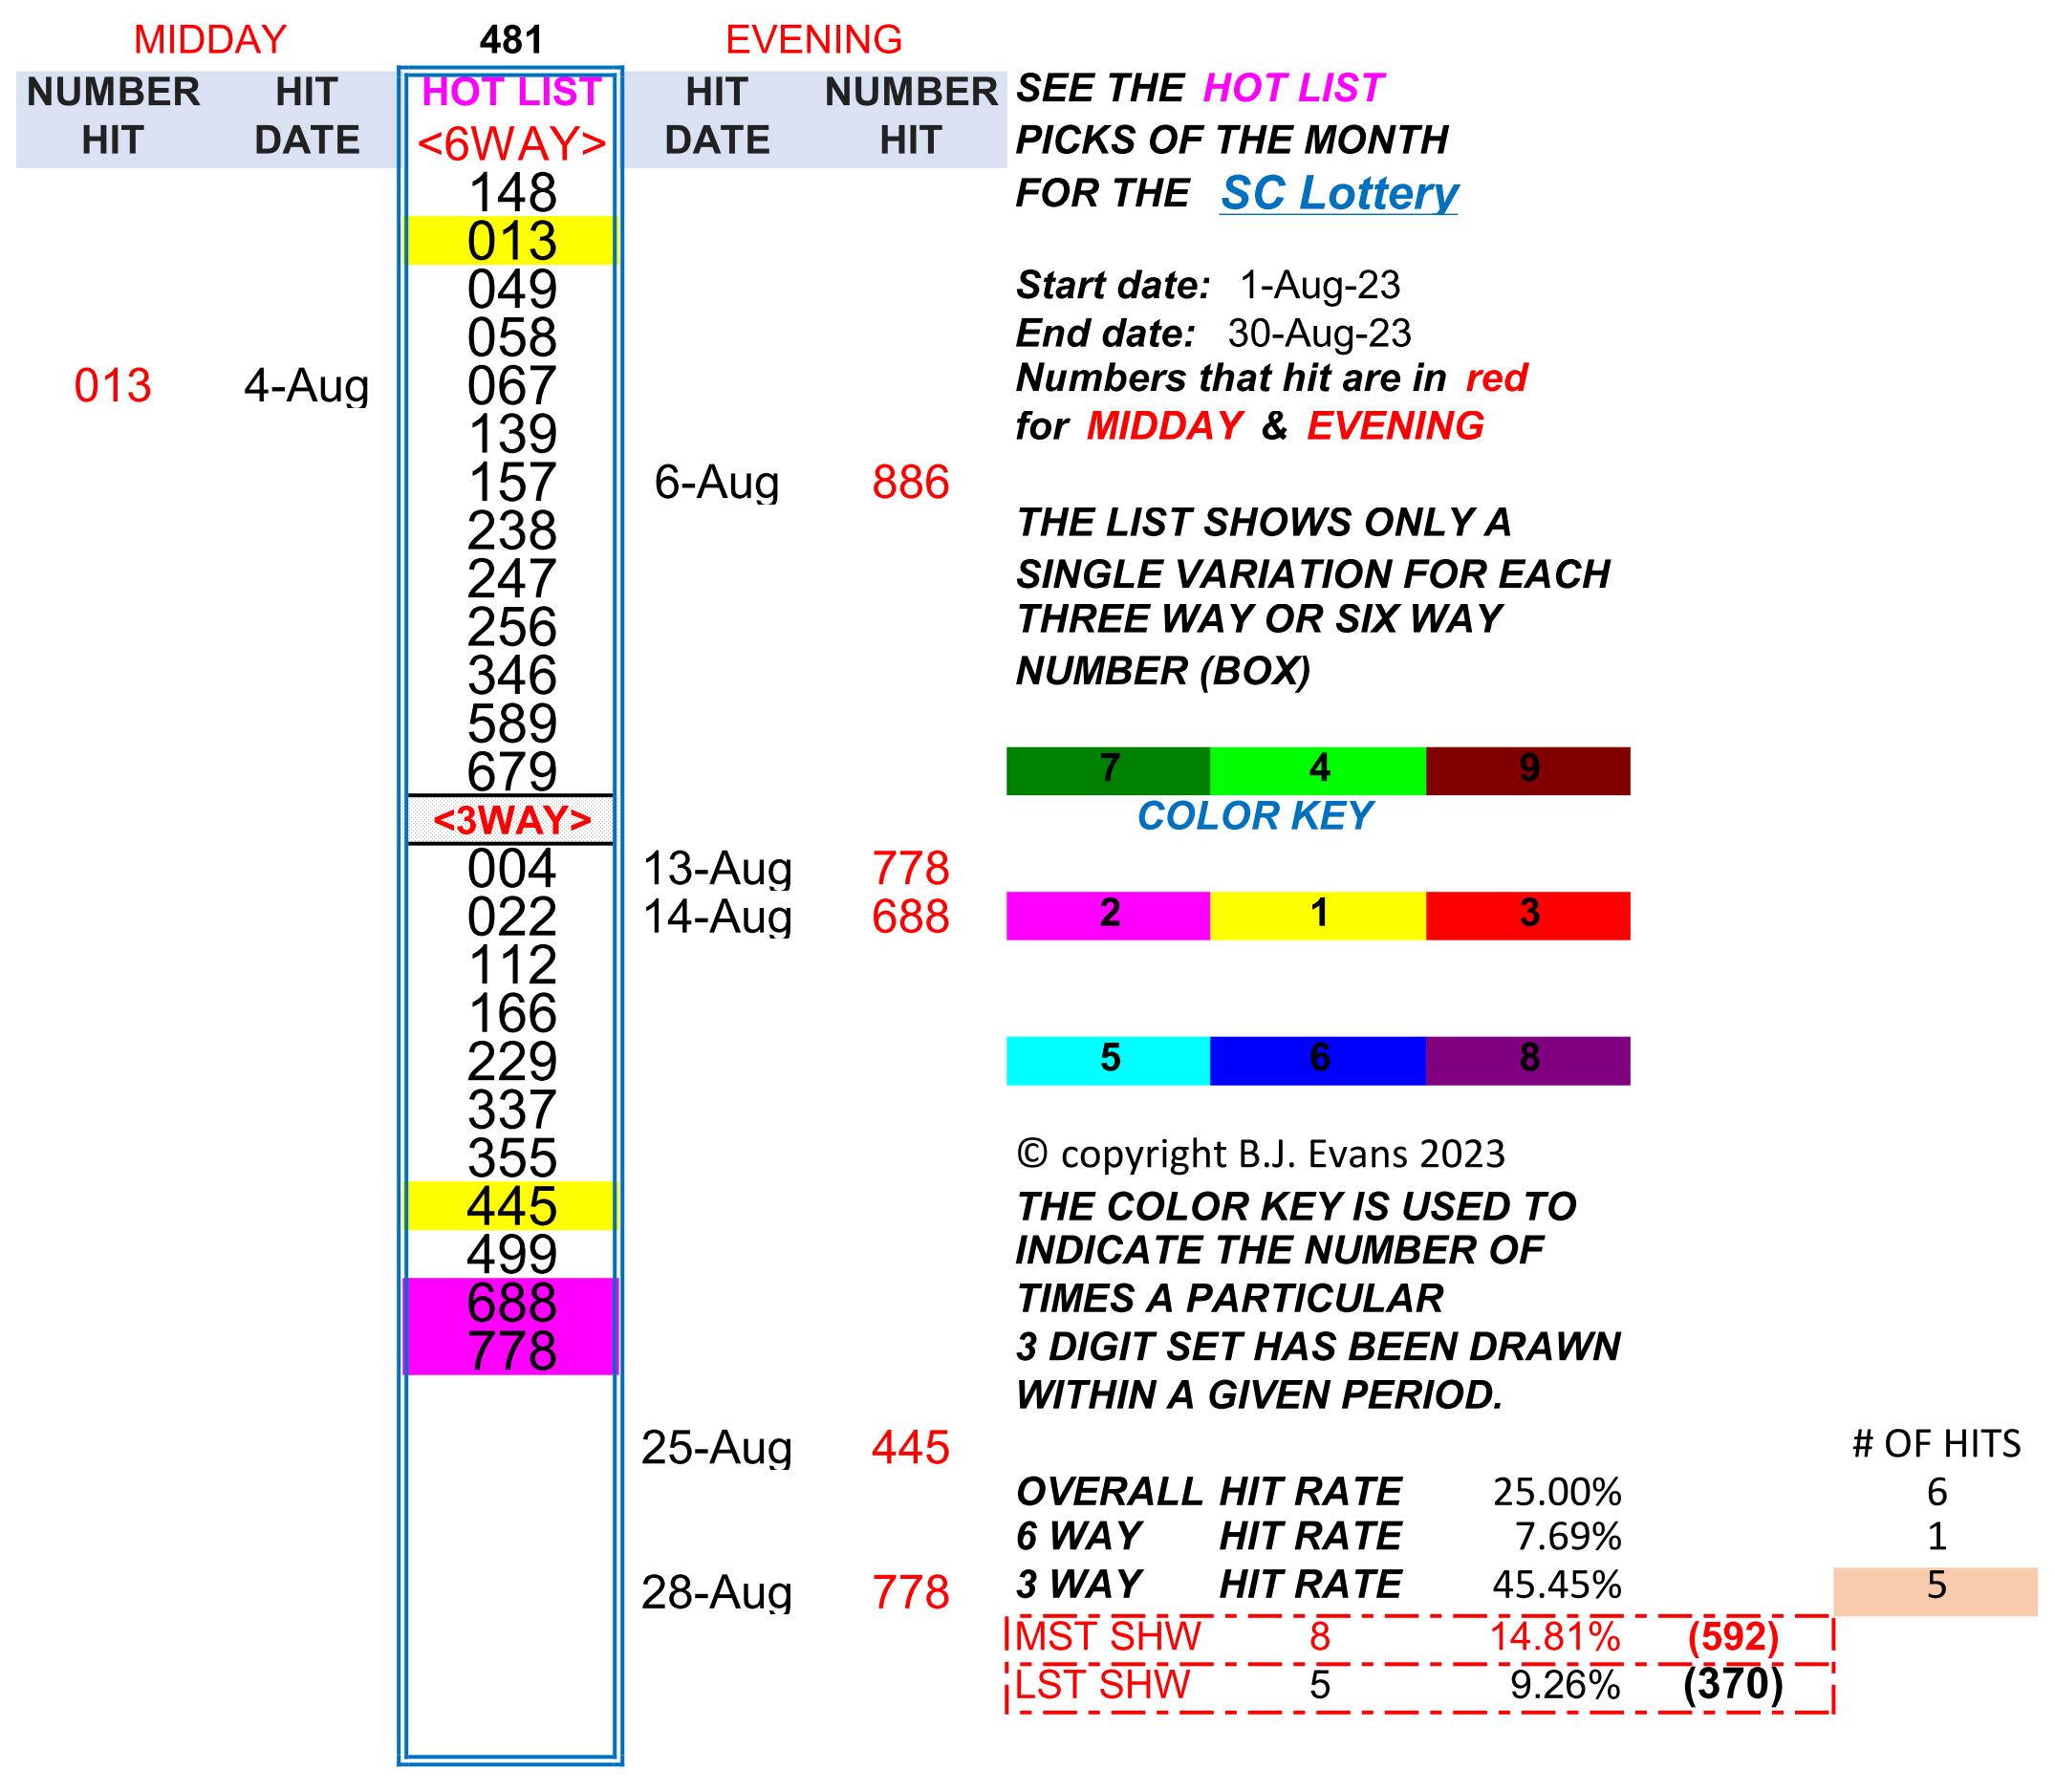 MIDDAY 481 EVENING
NUMBER HIT HOT LIST HIT NUMBER
HIT DATE <6WAY> DATE HIT
148
013
049
058
013 4-Aug 067
139
157 6-Aug 886
238
247
256
346
589
679
<3WAY>
004 13-Aug 778
022 14-Aug 688
112
166
229
337
355
445
499
688
778
25-Aug 445
28-Aug 778
SEE THE HOT LIST
PICKS OF THE MONTH
FOR THE SC Lottery
Start date: 1-Aug-23
End date: 30-Aug-23
Numbers that hit are in red
for MIDDAY & EVENING
THE LIST SHOWS ONLY A
SINGLE VARIATION FOR EACH
THREE WAY OR SIX WAY
NUMBER (BOX)
7 4 9
COLOR KEY
2 1 3
5 6 8
© copyright B.J. Evans 2023
THE COLOR KEY IS USED TO
INDICATE THE NUMBER OF
TIMES A PARTICULAR
3 DIGIT SET HAS BEEN DRAWN
WITHIN A GIVEN PERIOD.
# OF HITS
OVERALL HIT RATE 25.00% 6
6 WAY HIT RATE 7.69% 1
3 WAY HIT RATE 45.45% 5
MST SHW 8 14.81% (592)
LST SHW 5 9.26% (370)